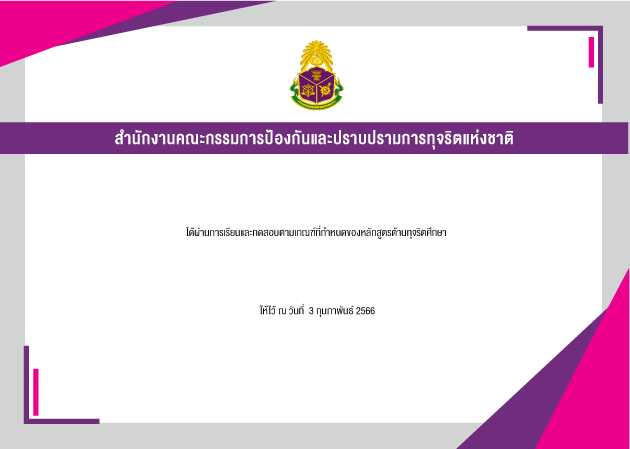 สำนักงานคณะกรรมการป้องกันและปราบปรามการทุจริตแห่งชาติ
ได้ผ่านการเรียนและทดสอบตามเกณฑ์ที่กำหนดของหลักสูตรต้านทุจริตศึกษา
ให้ไว้ ณ วันที่ 3 กุมภาพันธ์ 2566